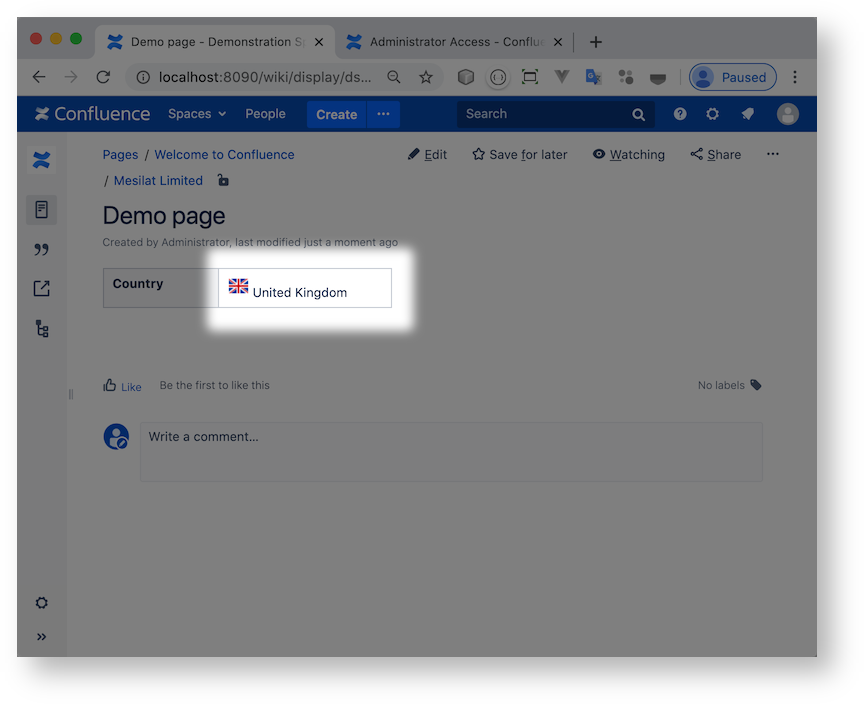 Demo page - Demonstration S
Administrator Access - Conflue
localhost:8090/wiki/display/ds...
Paused
Confluence
Spaces
People
Create
Search
Pages / Welcome to Confluence
/ Mesilat Limited
Edit
Save for later
Watching
Share
Demo page
Created by Administrator, last modified just a moment ago
Country
United Kingdom
Like
Be the first to like this
No labels
Write a comment...